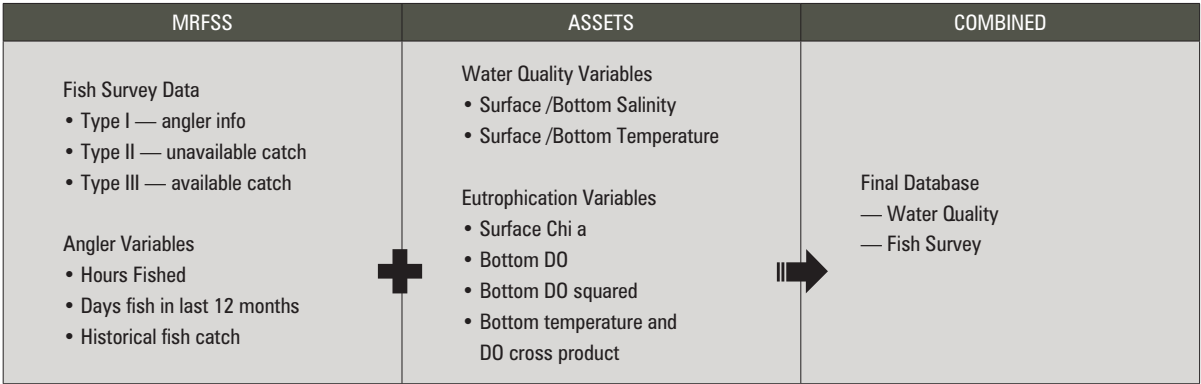 MRFSS
Fish Survey Data
• Type I — angler info
• Type II — unavailable catch
• Type III — available catch
Angler Variables
• Hours Fished
• Days fish in last 12 months
• Historical fish catch
ASSETS
Water Quality Variables
• Surface /Bottom Salinity
• Surface /Bottom Temperature
Eutrophication Variables
• Surface Chi a
• Bottom DO
• Bottom DO squared
• Bottom temperature and
DO cross product
COMBINED
Final Database
— Water Quality
— Fish Survey